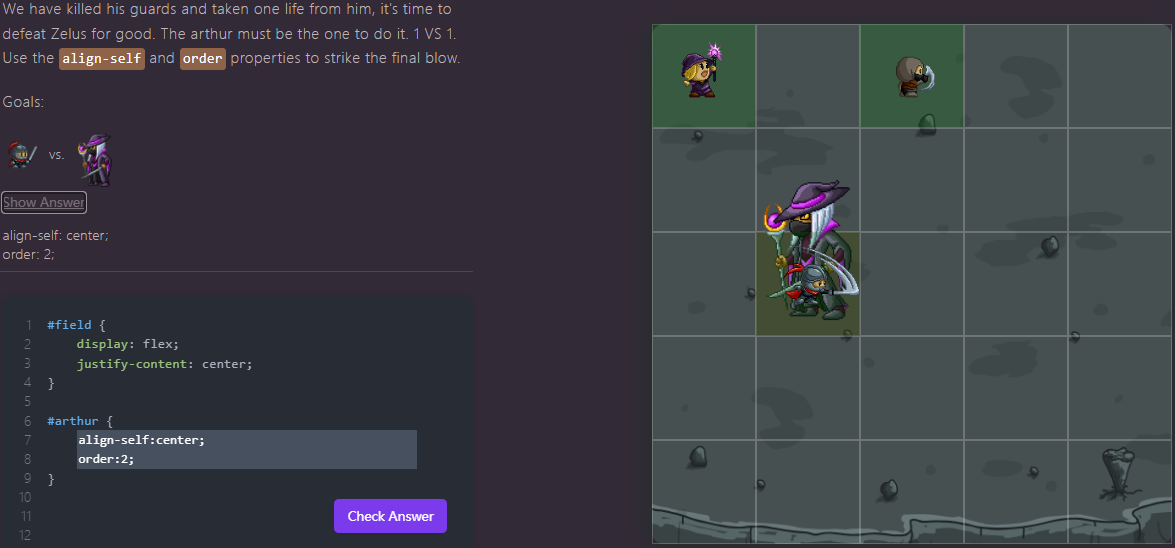 We have killed his guards and taken one life from him, it's time to
defeat Zelus for good. The arthur must be the one to do it. 1 VS 1.
Use the align-self and order properties to strike the final blow.
Goals:
vs.
Show Answer
align-self: center;
order: 2;
1 #field {
2 display: flex;
3 justify-content: center;
4 }
5
6 #arthur {
7 align-self:center;
8 order:2;
9 }
10
11
12
Check Answer